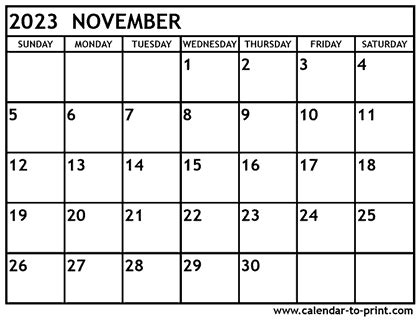 2023 NOVEMBER
SUNDAY MONDAY TUESDAY WEDNESDAY THURSDAY FRIDAY SATURDAY
1 2 3 4
5 6 7 8 9 10 11
12 13 14 15 16 17 18
19 20 21 22 23 24 25
26 27 28 29 30
www.calendar-to-print.com